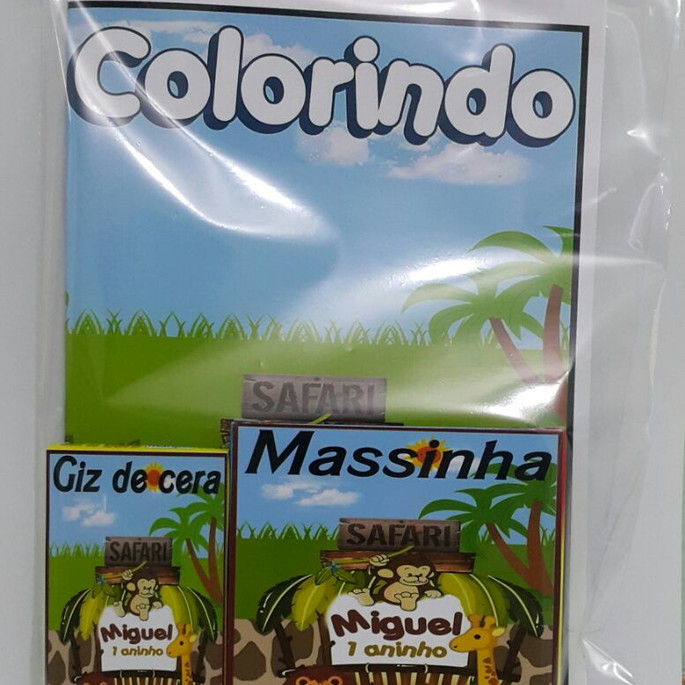 Colorindo
SAFARI
Giz de cera
SAFARI
Miguel
1 aninho
Massinha
SAFARI
Miguel
1 aninho